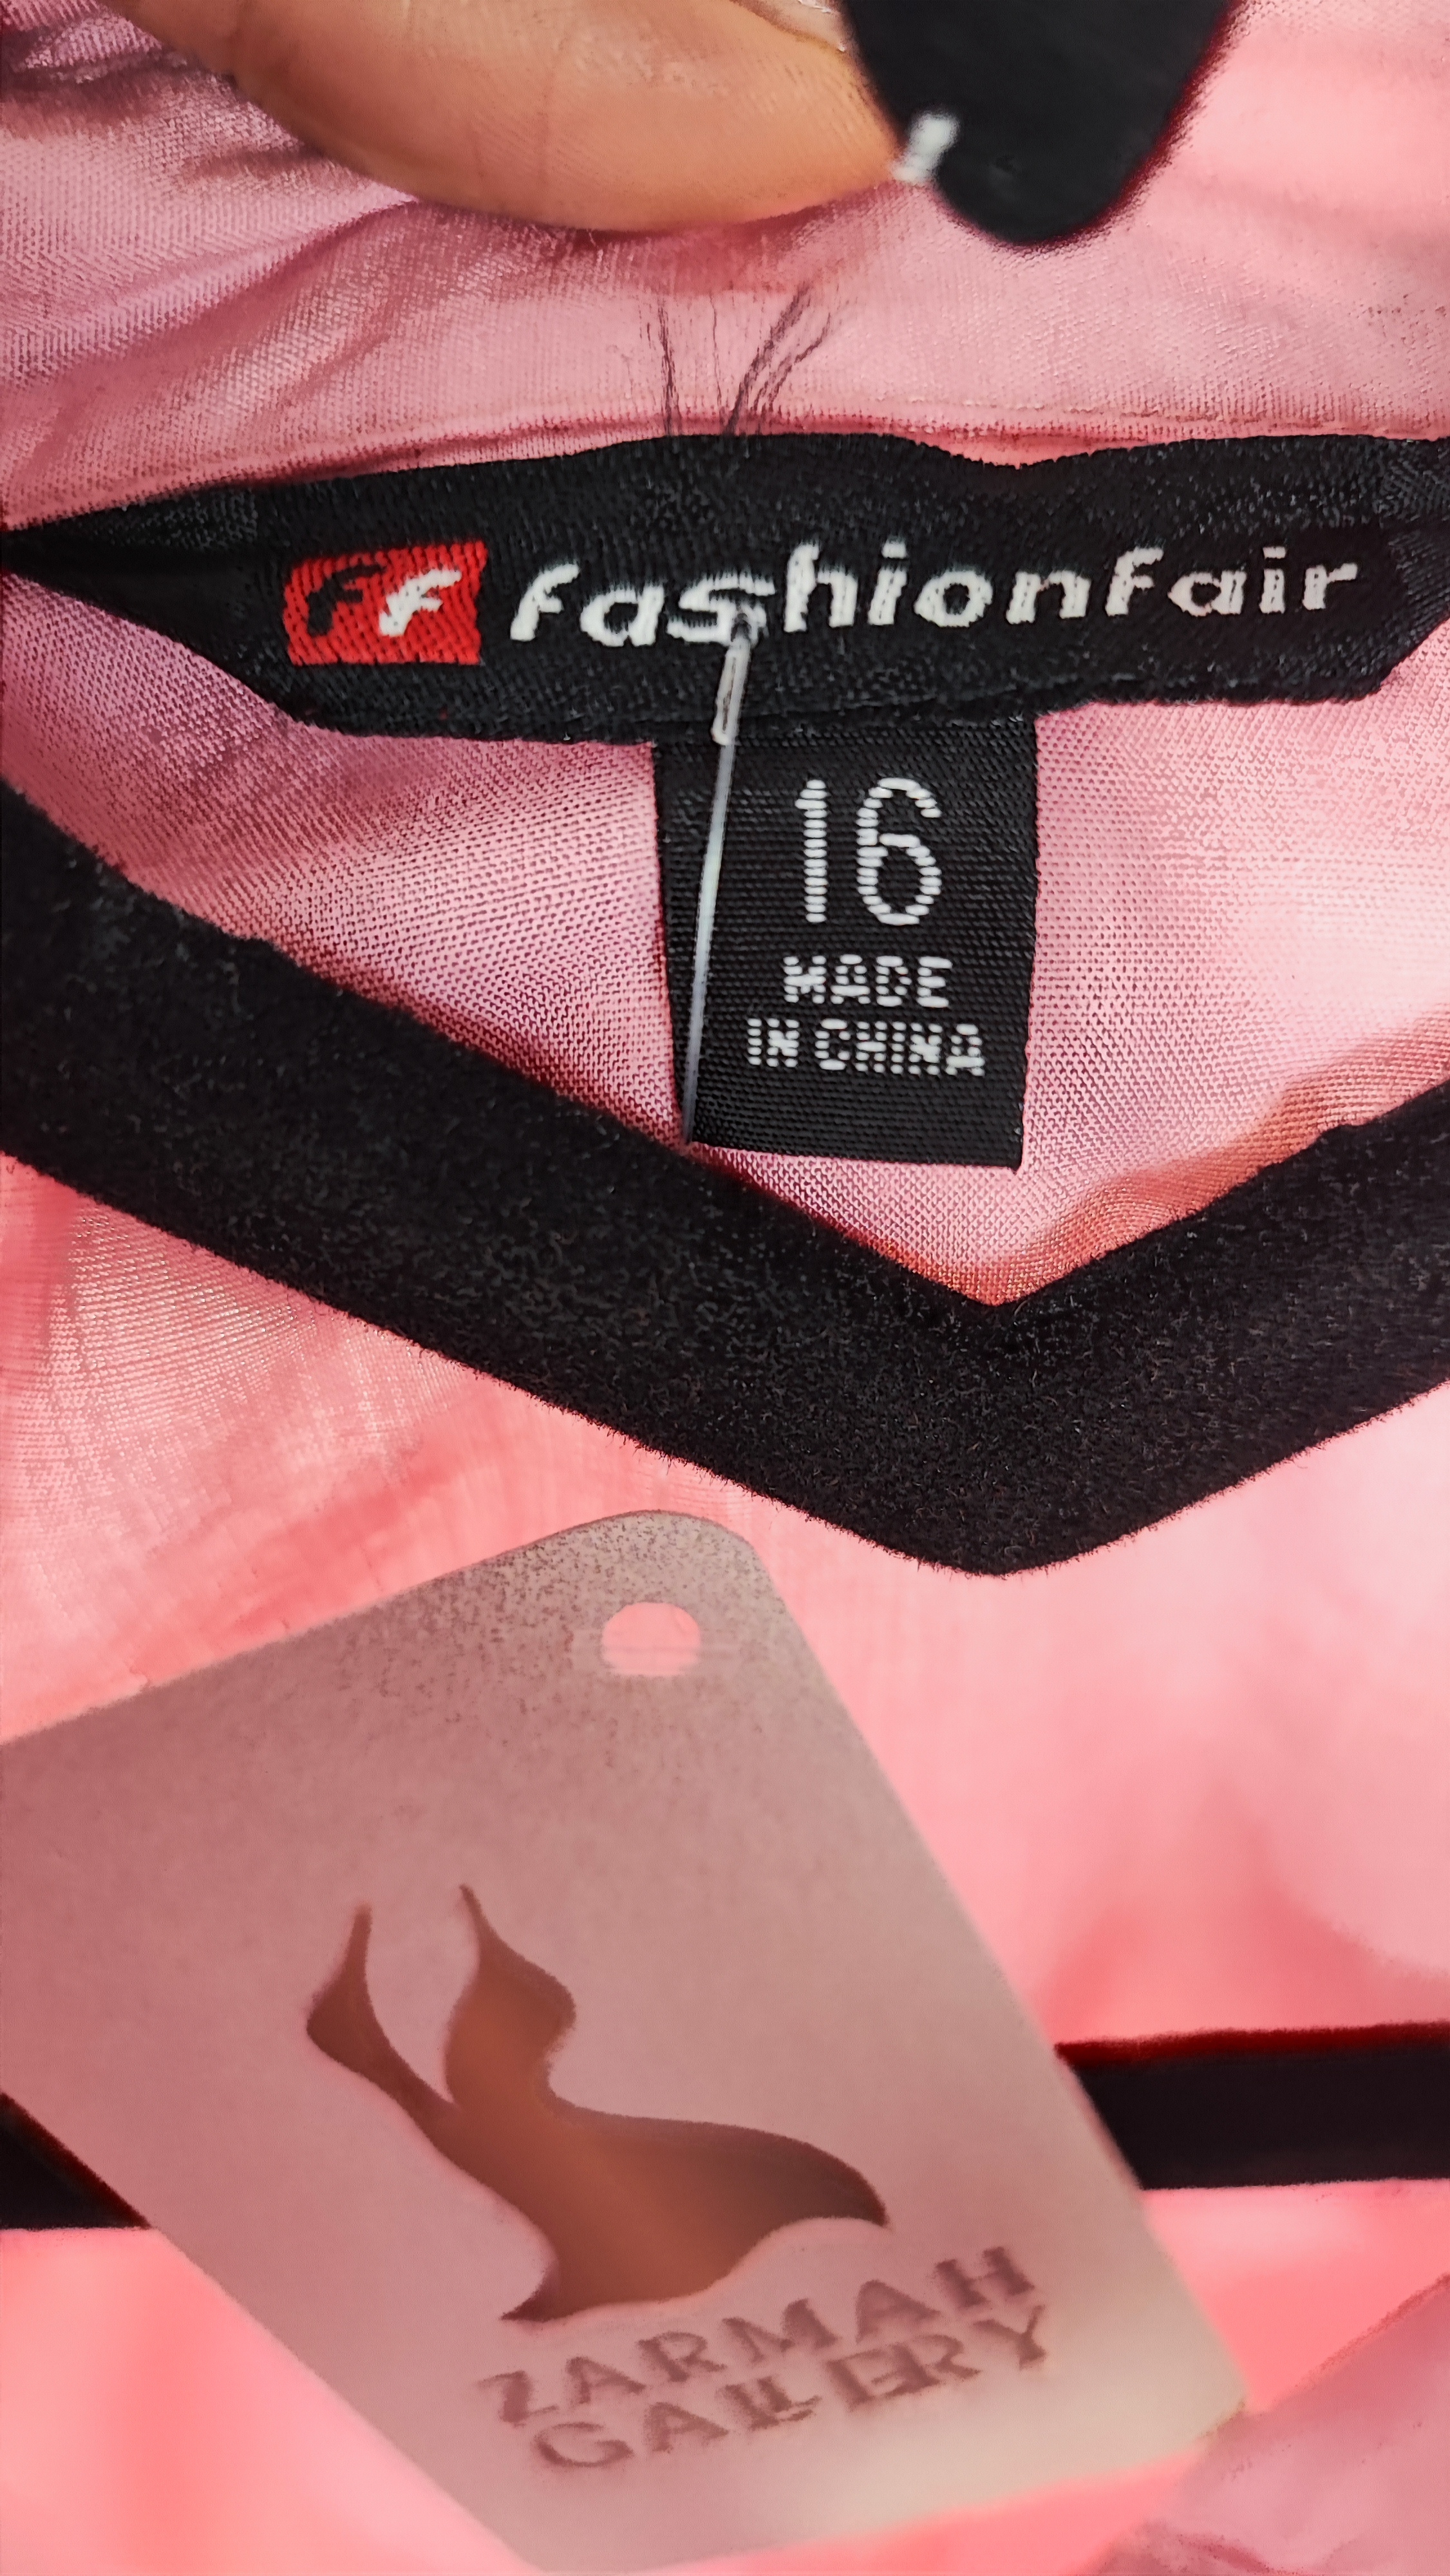 FF fashionfair
16
MADE
IN CHINA
ZARMAH
GALLERY